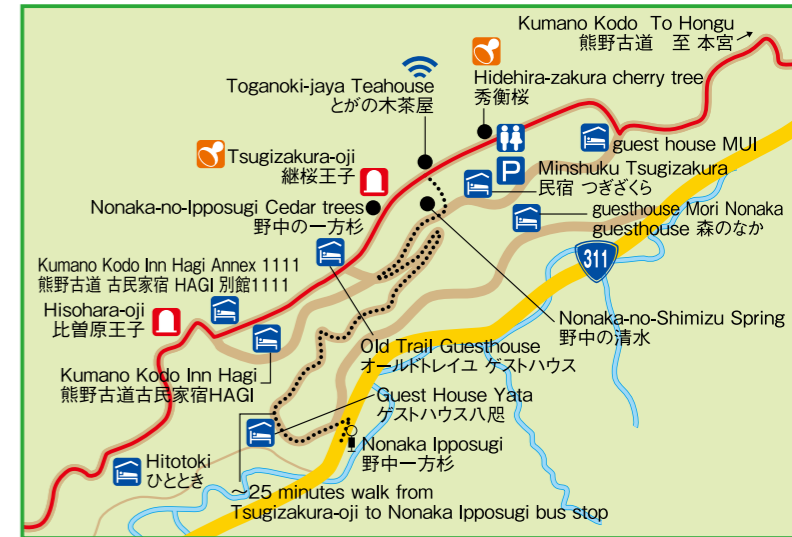 Kumano Kodo To Hongu
熊野古道 至 本宮
Toganoki-jaya Teahouse
とがの木茶屋
Hidehira-zakura cherry tree
秀衡桜
guest house MUI
Tsugizakura-oji
継桜王子
P
Minshuku Tsugizakura
民宿 つぎざくら
Nonaka-no-Ipposugi Cedar trees
野中の一方杉
guesthouse Mori Nonaka
guesthouse 森のなか
311
Kumano Kodo Inn Hagi Annex 1111
熊野古道 古民家宿 HAGI 別館1111
Hisohara-oji
比曽原王子
Nonaka-no-Shimizu Spring
野中の清水
Old Trail Guesthouse
オールドトレイユ ゲストハウス
Kumano Kodo Inn Hagi
熊野古道古民家宿HAGI
Guest House Yata
ゲストハウス八咫
Nonaka Ipposugi
野中一方杉
Hitotoki
ひととき
~25 minutes walk from
Tsugizakura-oji to Nonaka Ipposugi bus stop